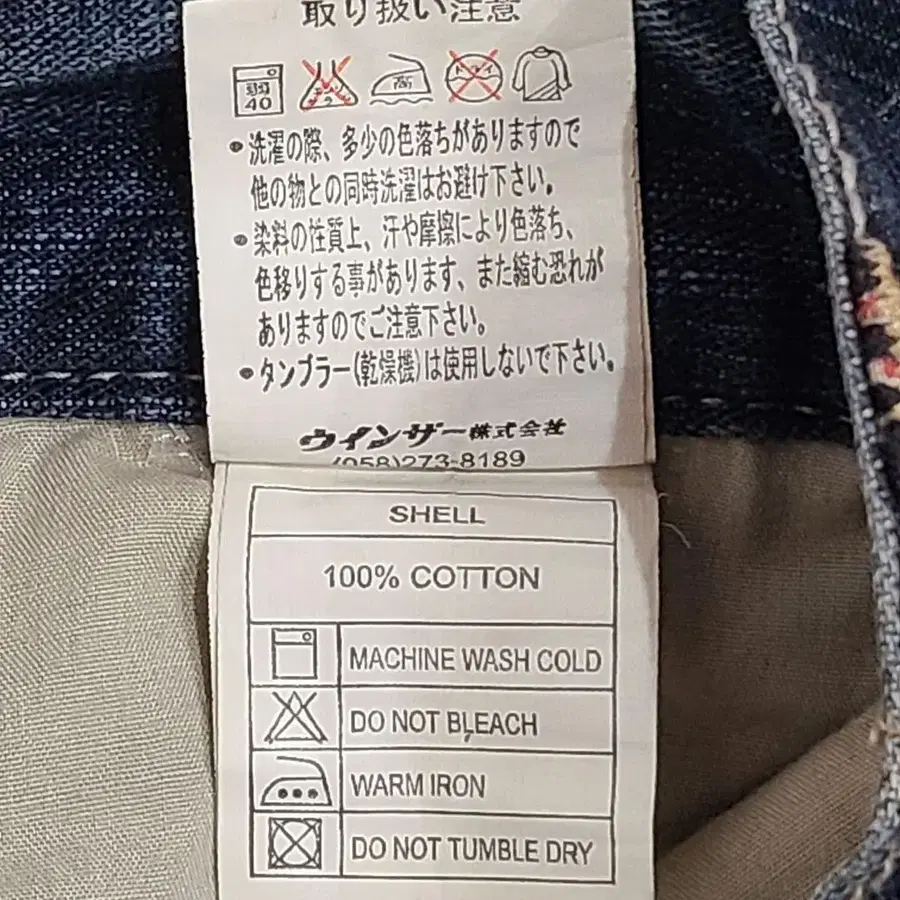 取り扱い注意
弱
40
エンソ
ラ
高
ドライ
・洗濯の際、多少の色落ちがありますので
他の物との同時洗濯はお避け下さい。
・染料の性質上、汗や摩擦により色落ち、
色移りする事があります、また縮む恐れが
ありますのでご注意下さい。
・タンブラー(乾燥機)は使用しないで下さい。
ウインザー株式会社
(058)273-8189
SHELL
100% COTTON
MACHINE WASH COLD
DO NOT BLEACH
WARM IRON
DO NOT TUMBLE DRY